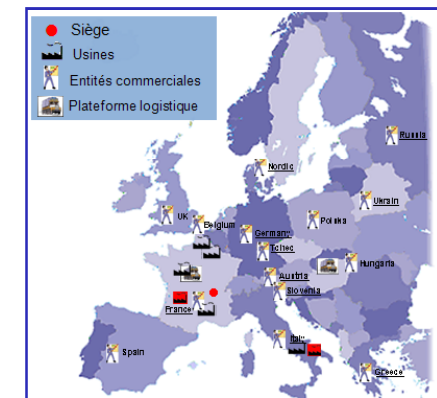 Siège
Usines
Entités commerciales
Plateforme logistique
Russia
Nordic
Ukrain
UK
Belgium
Poloka
Germany
Tchec
Hungaria
Austria
Slovenia
France
Italy
Spain
Greece